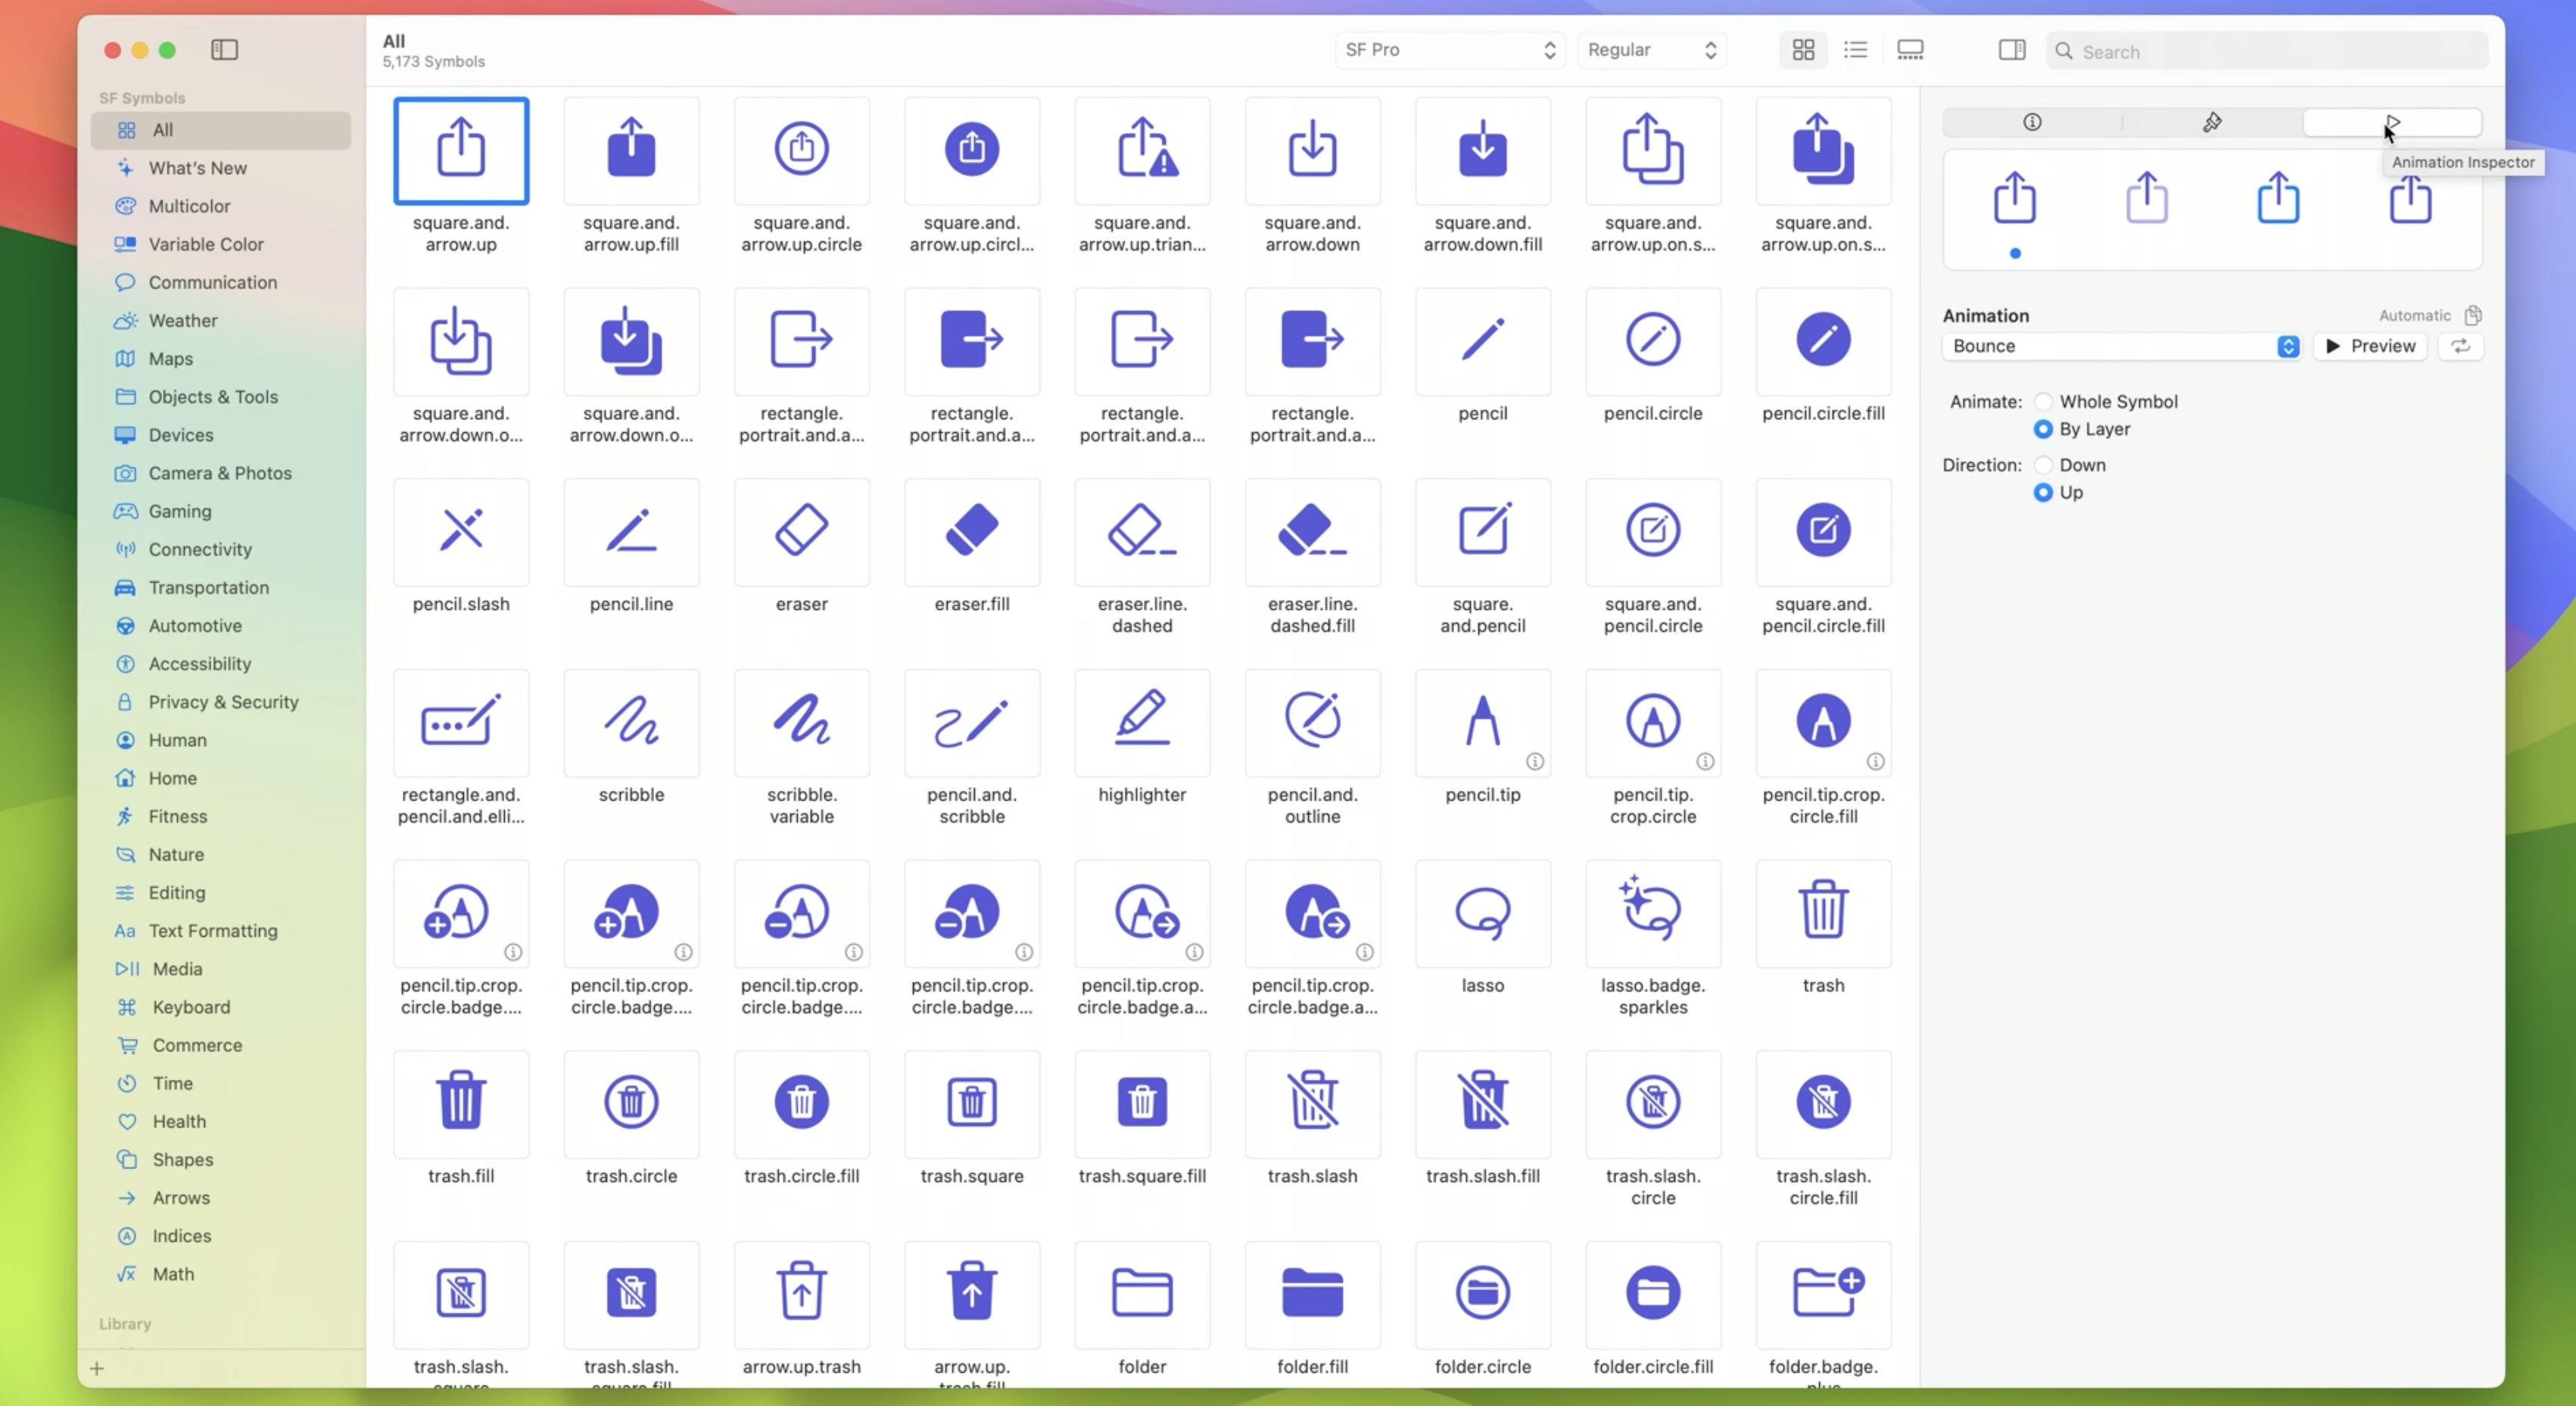 All
5,173 Symbols
SF Pro
Regular
Search
SF Symbols
All
What's New
Multicolor
Variable Color
Communication
Weather
Maps
Objects & Tools
Devices
Camera & Photos
Gaming
Connectivity
Transportation
Automotive
Accessibility
Privacy & Security
Human
Home
Fitness
Nature
Editing
Aa Text Formatting
Media
Keyboard
Commerce
Time
Health
Shapes
Arrows
Indices
Math
Library
square.and. square.and. square.and. square.and. square.and. square.and. square.and. square.and. square.and.
arrow.up arrow.up.fill arrow.up.circle arrow.up.circl... arrow.up.trian... arrow.down arrow.down.fill arrow.up.on.s... arrow.up.on.s...
square.and. square.and. rectangle. rectangle. rectangle. rectangle. pencil pencil.circle pencil.circle.fill
arrow.down.o... arrow.down.o... portrait.and.a... portrait.and.a... portrait.and.a... portrait.and.a...
pencil.slash pencil.line eraser eraser.fill eraser.line. eraser.line. square. square.and. square.and.
dashed dashed.fill and.pencil pencil.circle pencil.circle.fill
rectangle.and. scribble scribble. pencil.and. highlighter pencil.and. pencil.tip pencil.tip. pencil.tip.crop.
pencil.and.elli... variable scribble outline crop.circle circle.fill
pencil.tip.crop. pencil.tip.crop. pencil.tip.crop. pencil.tip.crop. pencil.tip.crop. pencil.tip.crop. lasso lasso.badge. trash
circle.badge.... circle.badge.... circle.badge.... circle.badge.... circle.badge.a... circle.badge.a... sparkles
trash.fill trash.circle trash.circle.fill trash.square trash.square.fill trash.slash trash.slash.fill trash.slash. trash.slash.
circle circle.fill
trash.slash. trash.slash. arrow.up.trash arrow.up. folder folder.fill folder.circle folder.circle.fill folder.badge.
square square.fill trash.fill plus
Animation Inspector
Animation
Automatic
Bounce
Preview
Animate: Whole Symbol
By Layer
Direction: Down
Up